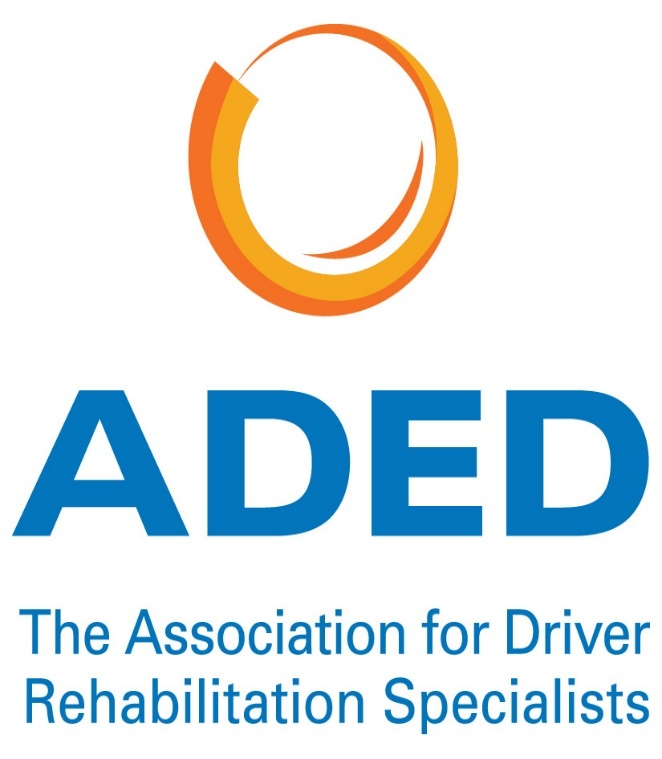 ADED
The Association for Driver
Rehabilitation Specialists